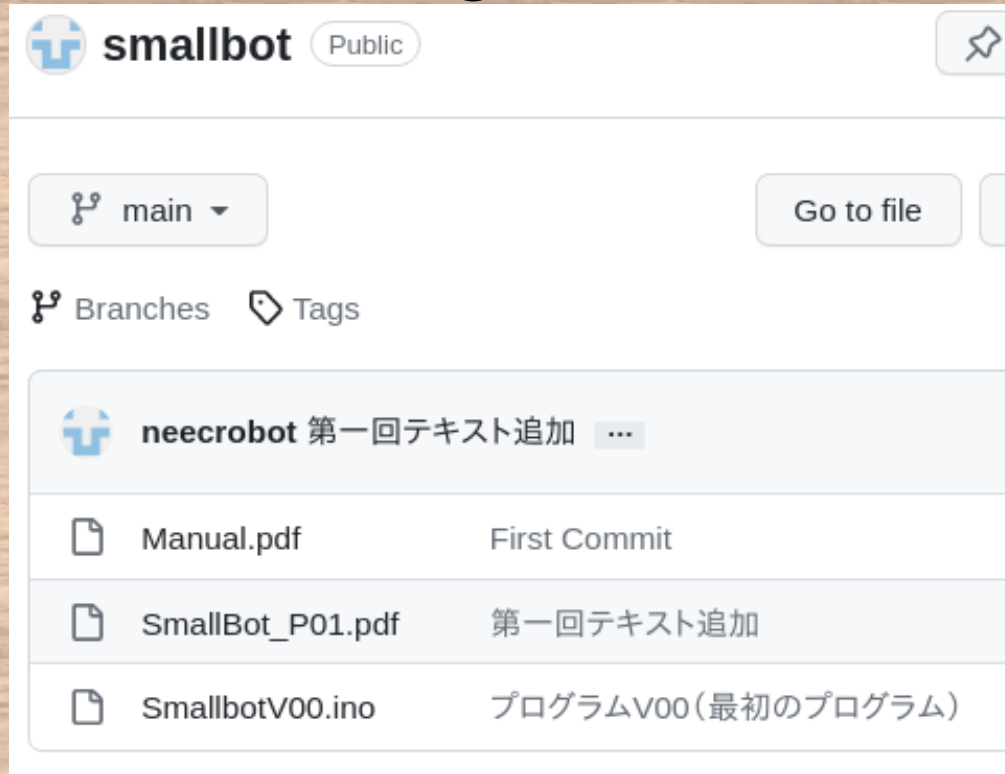 smallbot Public
main Go to file
Branches Tags
neecrobot 第一回テキスト追加 ...
Manual.pdf First Commit
SmallBot_P01.pdf 第一回テキスト追加
SmallbotV00.ino プログラムV00（最初のプログラム）